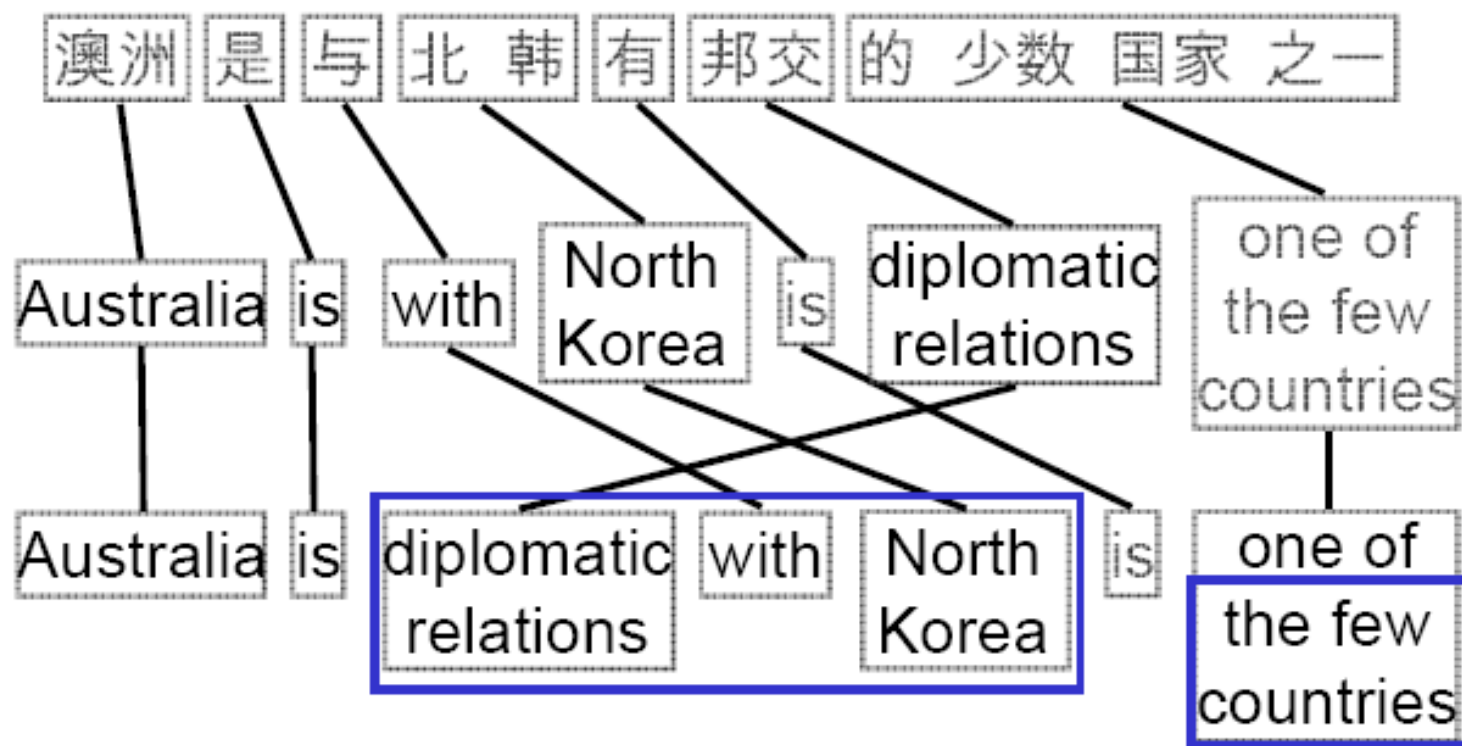 澳洲 是 与 北 韩 有 邦交 的 少数 国家 之一
Australia is with North Korea is diplomatic relations one of the few countries
Australia is diplomatic relations with North Korea is one of the few countries